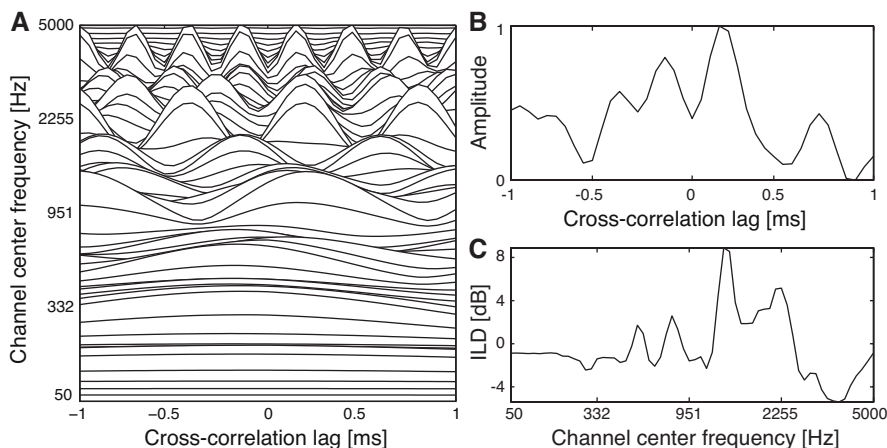 A
5000
2255
951
332
50
Channel center frequency [Hz]
−1
−0.5
0
0.5
1
Cross-correlation lag [ms]
B
1
0
Amplitude
-1
-0.5
0
0.5
1
Cross-correlation lag [ms]
C
8
4
0
-4
ILD [dB]
50
332
951
2255
5000
Channel center frequency [Hz]